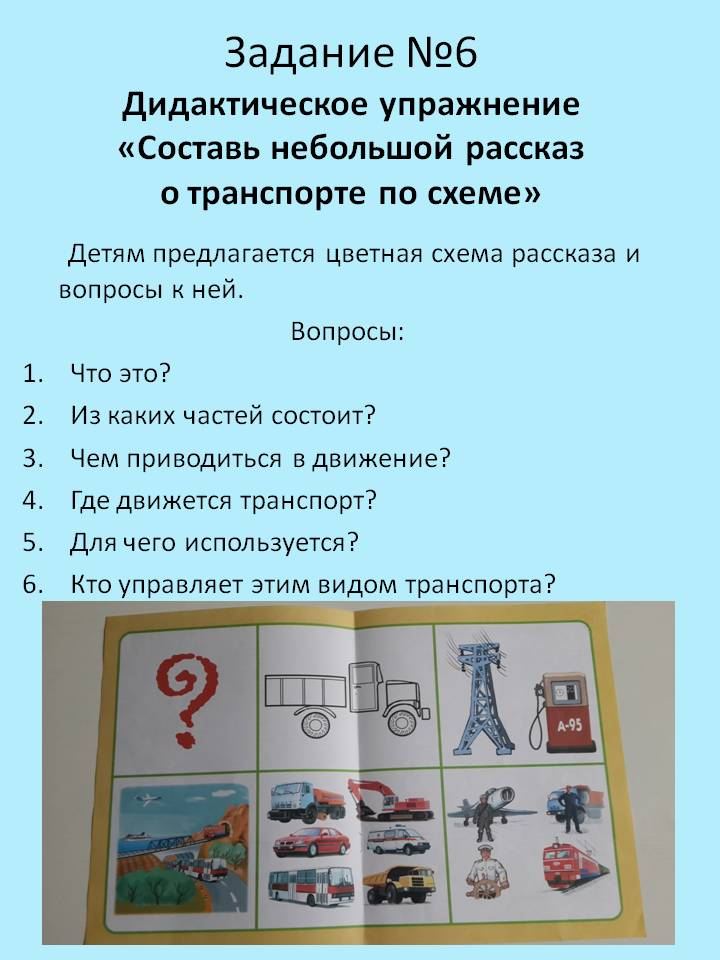 Задание №6
Дидактическое упражнение
«Составь небольшой рассказ
о транспорте по схеме»
Детям предлагается цветная схема рассказа и
вопросы к ней.
Вопросы:
1. Что это?
2. Из каких частей состоит?
3. Чем приводиться в движение?
4. Где движется транспорт?
5. Для чего используется?
6. Кто управляет этим видом транспорта?
?
А-95